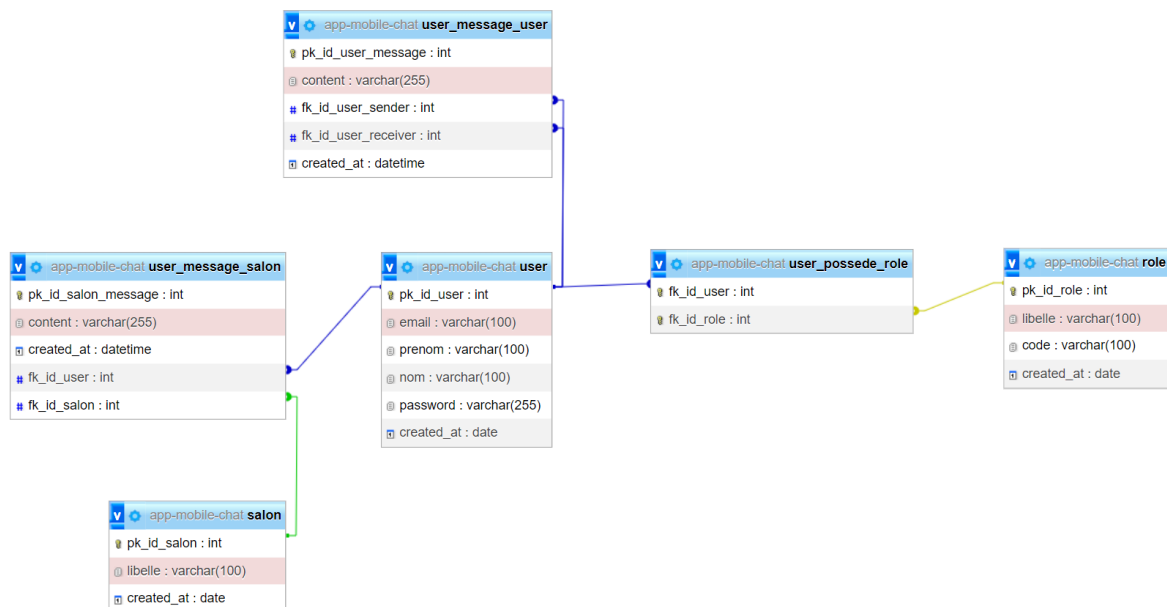 v app-mobile-chat user_message_user
pk_id_user_message : int
content : varchar(255)
# fk_id_user_sender : int
# fk_id_user_receiver : int
created_at : datetime
v app-mobile-chat user_message_salon
pk_id_salon_message : int
content : varchar(255)
created_at : datetime
# fk_id_user : int
# fk_id_salon : int
v app-mobile-chat user
pk_id_user : int
email : varchar(100)
prenom : varchar(100)
nom : varchar(100)
password : varchar(255)
created_at : date
v app-mobile-chat user_possede_role
fk_id_user : int
fk_id_role : int
v app-mobile-chat role
pk_id_role : int
libelle : varchar(100)
code : varchar(100)
created_at : date
v app-mobile-chat salon
pk_id_salon : int
libelle : varchar(100)
created_at : date